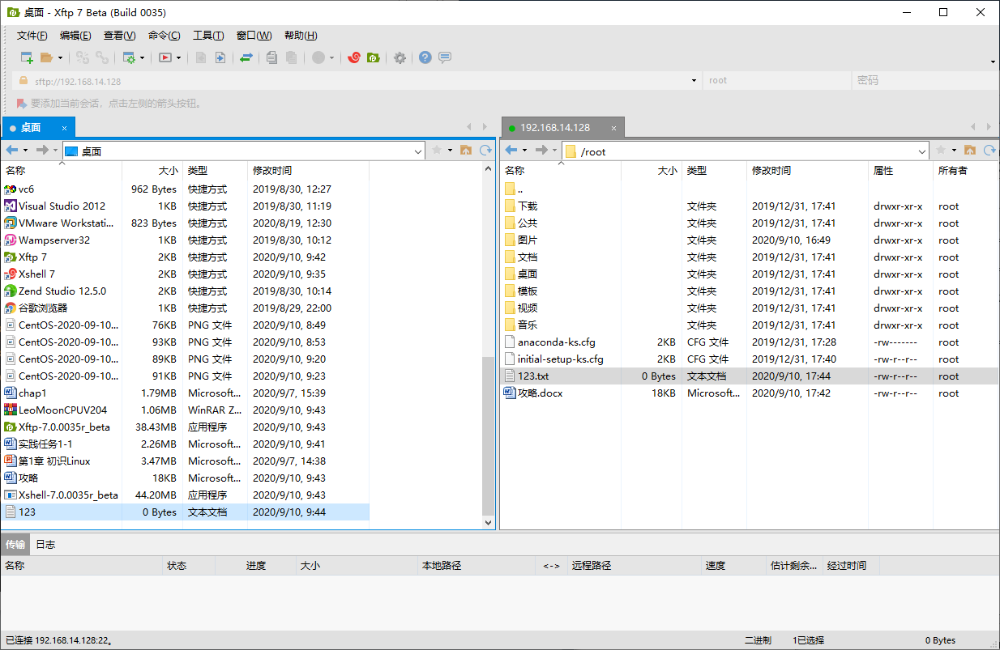 桌面 - Xftp 7 Beta (Build 0035)
文件(F) 编辑(E) 查看(V) 命令(C) 工具(T) 窗口(W) 帮助(H)
sftp://192.168.14.128 root 密码
要添加当前会话，点击左侧的箭头按钮。
桌面 × 192.168.14.128 ×
桌面 /root
名称 大小 类型 修改时间
vc6 962 Bytes 快捷方式 2019/8/30, 12:27
Visual Studio 2012 1KB 快捷方式 2019/8/30, 11:19
VMware Workstati... 823 Bytes 快捷方式 2020/8/19, 12:30
Wampserver32 1KB 快捷方式 2019/8/30, 10:12
Xftp 7 2KB 快捷方式 2020/9/10, 9:42
Xshell 7 2KB 快捷方式 2020/9/10, 9:35
Zend Studio 12.5.0 2KB 快捷方式 2019/8/30, 10:14
谷歌浏览器 1KB 快捷方式 2019/8/29, 22:00
CentOS-2020-09-10... 76KB PNG 文件 2020/9/10, 8:49
CentOS-2020-09-10... 93KB PNG 文件 2020/9/10, 8:53
CentOS-2020-09-10... 89KB PNG 文件 2020/9/10, 9:20
CentOS-2020-09-10... 91KB PNG 文件 2020/9/10, 9:23
chap1 1.79MB Microsoft... 2020/9/7, 15:39
LeoMoonCPUV204 1.06MB WinRAR Z... 2020/9/10, 9:43
Xftp-7.0.0035r_beta 38.43MB 应用程序 2020/9/10, 9:43
实践任务1-1 2.26MB Microsoft... 2020/9/10, 9:41
第1章 初识Linux 3.47MB Microsoft... 2020/9/7, 14:38
攻略 18KB Microsoft... 2020/9/10, 9:43
Xshell-7.0.0035r_beta 44.20MB 应用程序 2020/9/10, 9:43
123 0 Bytes 文本文档 2020/9/10, 9:44
名称 大小 类型 修改时间 属性 所有者
..
下载 文件夹 2019/12/31, 17:41 drwxr-xr-x root
公共 文件夹 2019/12/31, 17:41 drwxr-xr-x root
图片 文件夹 2020/9/10, 16:49 drwxr-xr-x root
文档 文件夹 2019/12/31, 17:41 drwxr-xr-x root
桌面 文件夹 2019/12/31, 17:41 drwxr-xr-x root
模板 文件夹 2019/12/31, 17:41 drwxr-xr-x root
视频 文件夹 2019/12/31, 17:41 drwxr-xr-x root
音乐 文件夹 2019/12/31, 17:41 drwxr-xr-x root
anaconda-ks.cfg 2KB CFG 文件 2019/12/31, 17:28 -rw------- root
initial-setup-ks.cfg 2KB CFG 文件 2019/12/31, 17:40 -rw-r--r-- root
123.txt 0 Bytes 文本文档 2020/9/10, 17:44 -rw-r--r-- root
攻略.docx 18KB Microsoft... 2020/9/10, 17:42 -rw-r--r-- root
传输 日志
名称 状态 进度 大小 本地路径 <-> 远程路径 速度 估计剩余... 经过时间
已连接 192.168.14.128:22。 二进制 1已选择 0 Bytes